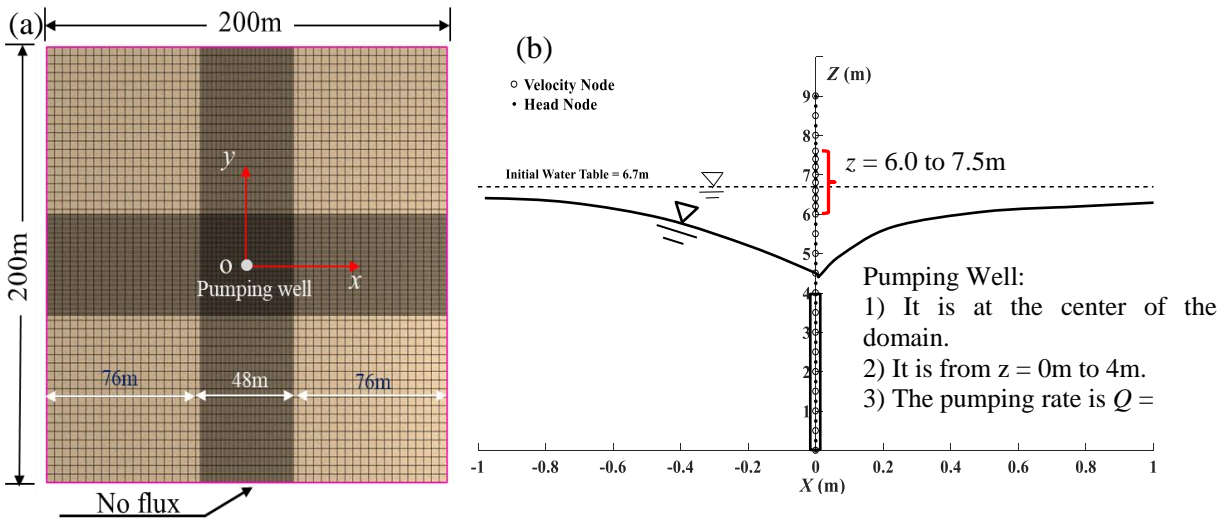 (a)
200m
200m
y
o
x
Pumping well
76m
48m
76m
No flux
(b)
Velocity Node
Head Node
Z (m)
9
8
7
6
5
4
3
2
1
0
z = 6.0 to 7.5m
Initial Water Table = 6.7m
Pumping Well:
1) It is at the center of the
domain.
2) It is from z = 0m to 4m.
3) The pumping rate is Q =
-1 -0.8 -0.6 -0.4 -0.2 0 0.2 0.4 0.6 0.8 1
X (m)